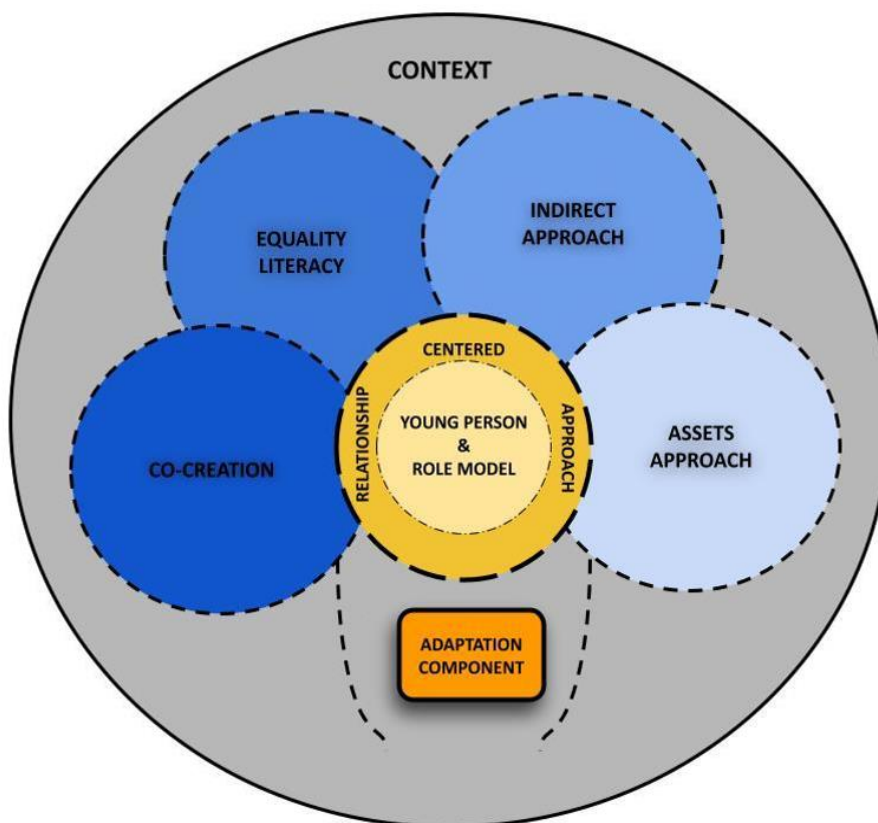 CONTEXT
INDIRECT
APPROACH
EQUALITY
LITERACY
CENTERED
RELATIONSHIP
APPROACH
YOUNG PERSON
&
ROLE MODEL
ASSETS
APPROACH
CO-CREATION
ADAPTATION
COMPONENT